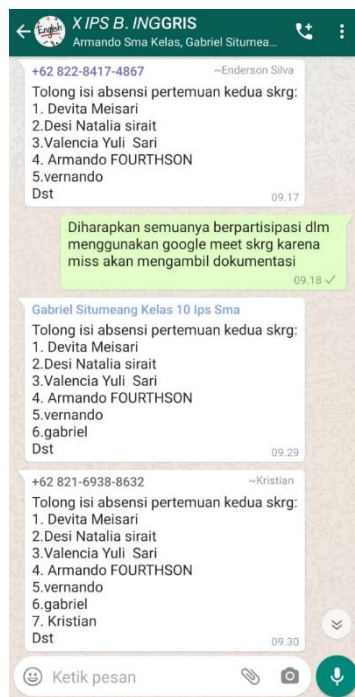 X IPS B. INGGRIS
English
Armando Sma Kelas, Gabriel Situmea...
+62 822-8417-4867 ~Enderson Silva
Tolong isi absensi pertemuan kedua skrg:
1. Devita Meisari
2.Desi Natalia sirait
3.Valencia Yuli Sari
4. Armando FOURTHSON
5.vernando
Dst
09.17
Diharapkan semuanya berpartisipasi dlm
menggunakan google meet skrg karena
miss akan mengambil dokumentasi
09.18
Gabriel Situmeang Kelas 10 Ips Sma
Tolong isi absensi pertemuan kedua skrg:
1. Devita Meisari
2.Desi Natalia sirait
3.Valencia Yuli Sari
4. Armando FOURTHSON
5.vernando
6.gabriel
Dst
09.29
+62 821-6938-8632 ~Kristian
Tolong isi absensi pertemuan kedua skrg:
1. Devita Meisari
2.Desi Natalia sirait
3.Valencia Yuli Sari
4. Armando FOURTHSON
5.vernando
6.gabriel
7. Kristian
Dst
09.30
Ketik pesan